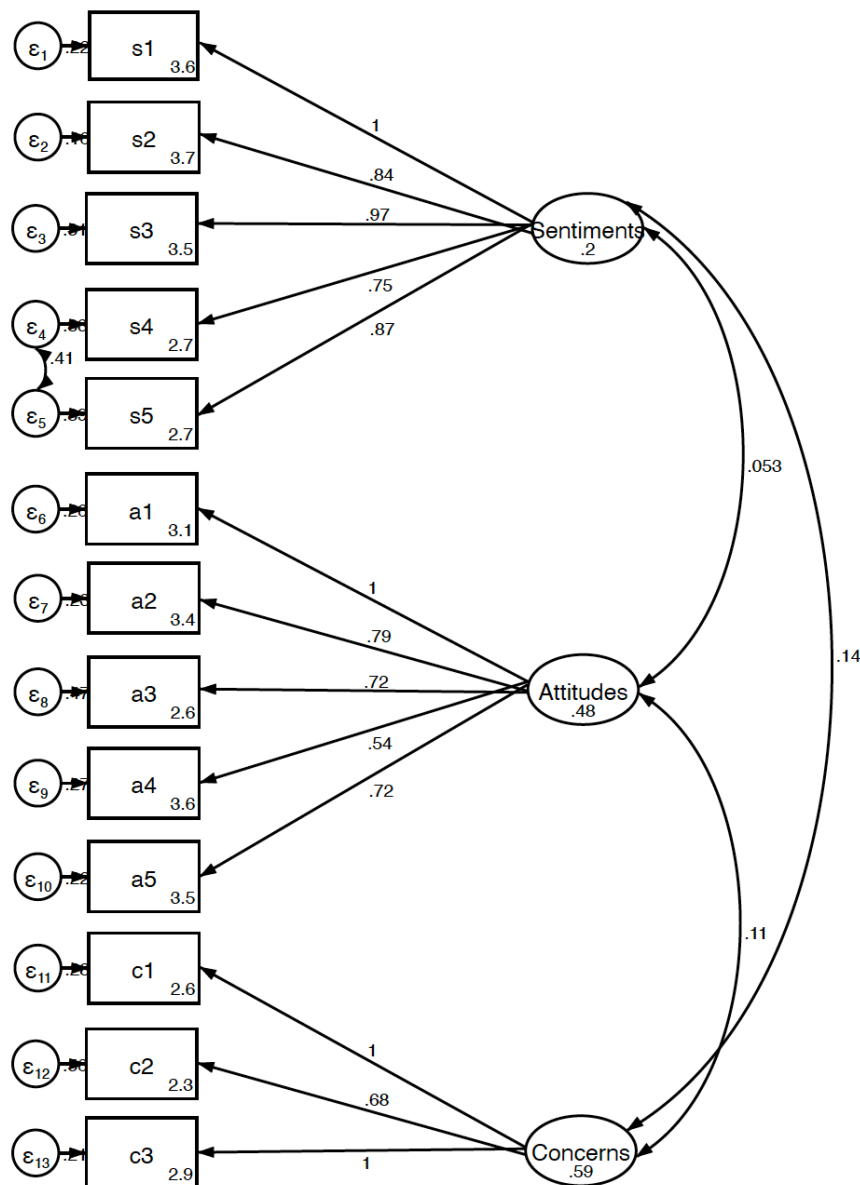 ε1 s1 3.6
1
ε2 s2 3.7
.84
ε3 s3 3.5
.97
Sentiments
.2
ε4 s4 2.7
.75
.41
.87
ε5 s5 2.7
.053
ε6 a1 3.1
1
ε7 a2 3.4
.79
.14
ε8 a3 2.6
.72
Attitudes
.48
.54
ε9 a4 3.6
.72
ε10 a5 3.5
.11
ε11 c1 2.6
1
ε12 c2 2.3
.68
ε13 c3 2.9
1
Concerns
.59